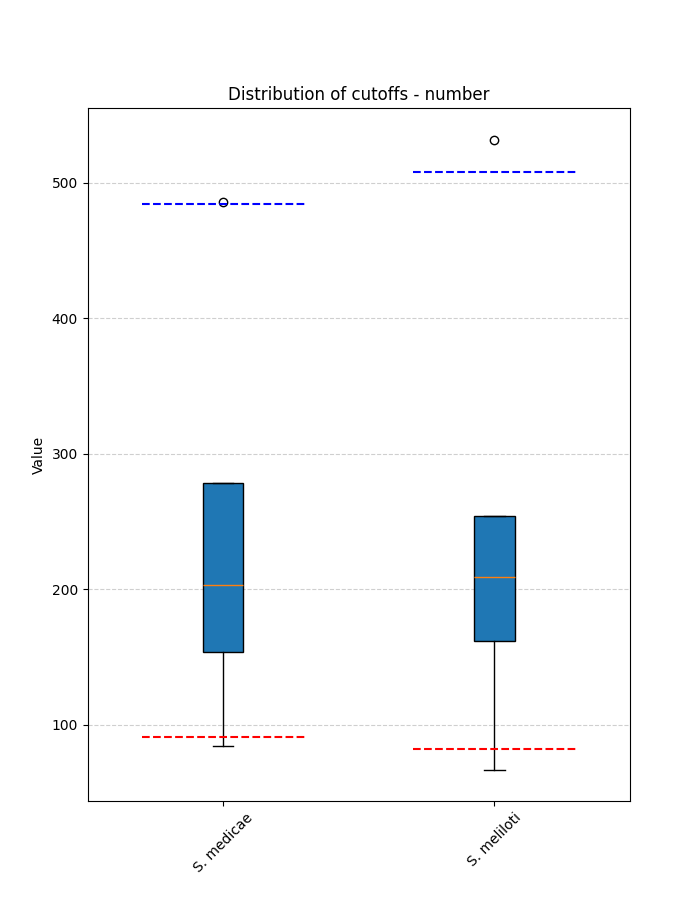 Distribution of cutoffs - number
500
400
300
200
100
Value
S. medicae
S. meliloti